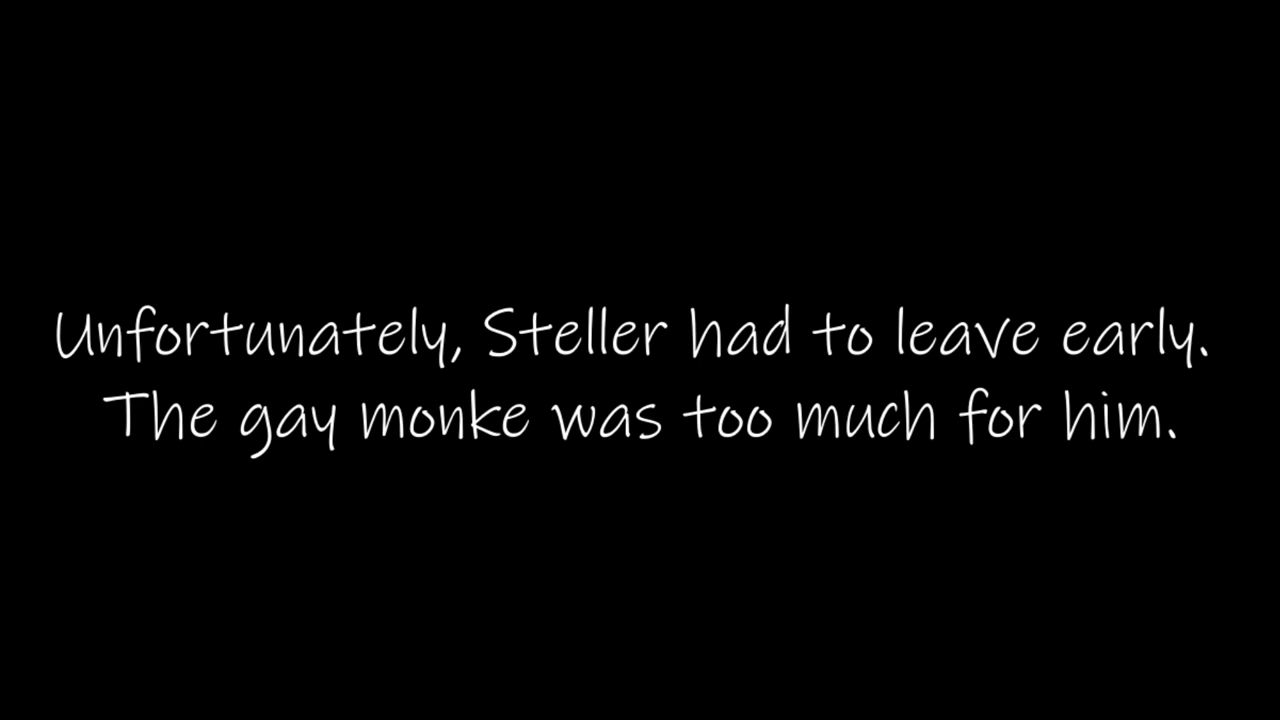 Unfortunately, Steller had to leave early.
The gay monke was too much for him.